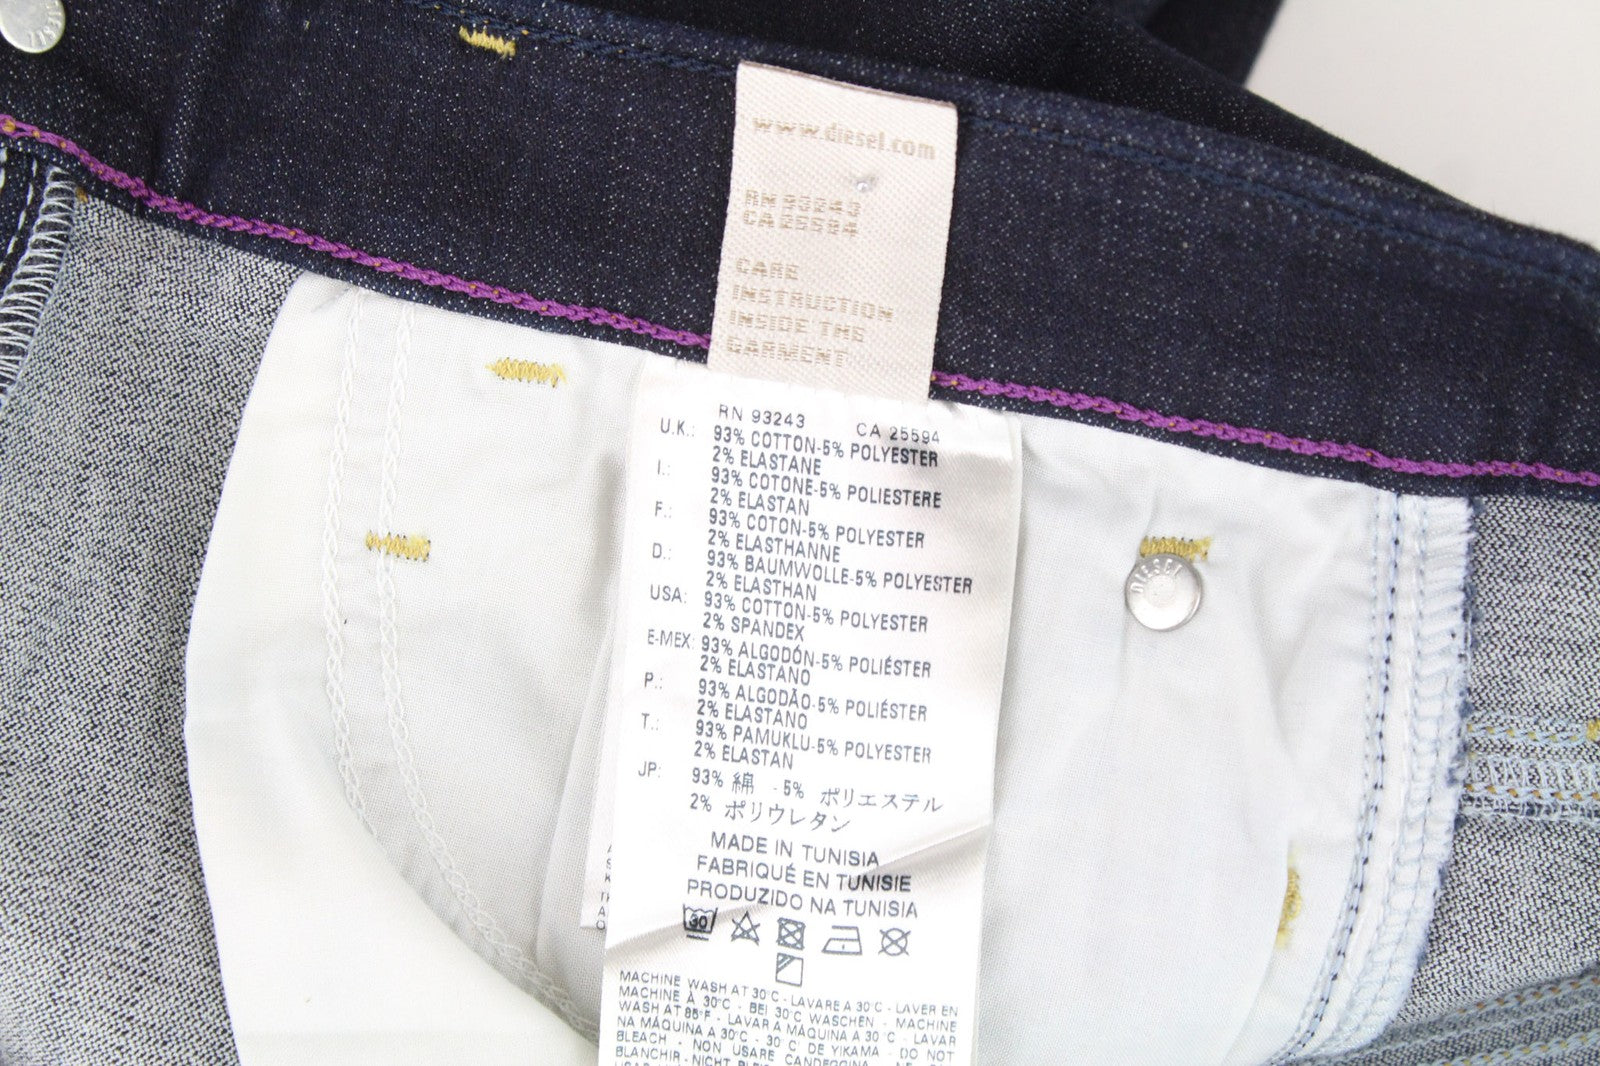 www.diesel.com
CARE
INSTRUCTION
INSIDE THE
GARMENT
RN 93243 CA 25594
U.K.: 93% COTTON-5% POLYESTER
2% ELASTANE
I.: 93% COTONE-5% POLIESTERE
2% ELASTAN
F.: 93% COTON-5% POLYESTER
2% ELASTHANNE
D.: 93% BAUMWOLLE-5% POLYESTER
2% ELASTHAN
USA: 93% COTTON-5% POLYESTER
2% SPANDEX
E-MEX: 93% ALGODÓN-5% POLIÉSTER
2% ELASTANO
P.: 93% ALGODÃO-5% POLIÉSTER
2% ELASTANO
T.: 93% PAMUKLU-5% POLYESTER
2% ELASTAN
JP: 93% 綿 -5% ポリエステル
2% ポリウレタン
MADE IN TUNISIA
FABRIQUÉ EN TUNISIE
PRODUZIDO NA TUNISIA
30
MACHINE WASH AT 30°C - LAVARE A 30°C - LAVER EN
MACHINE À 30°C - BEI 30°C WASCHEN - MACHINE
WASH AT 85°F - LAVAR A MÁQUINA A 30°C - LAVAR
NA MÁQUINA A 30°C - 30°C' DE YIKAMA - DO NOT
BLEACH - NON USARE CANDEGGINA
BLANCHIR - NICHT
DIESEL
DIESEL